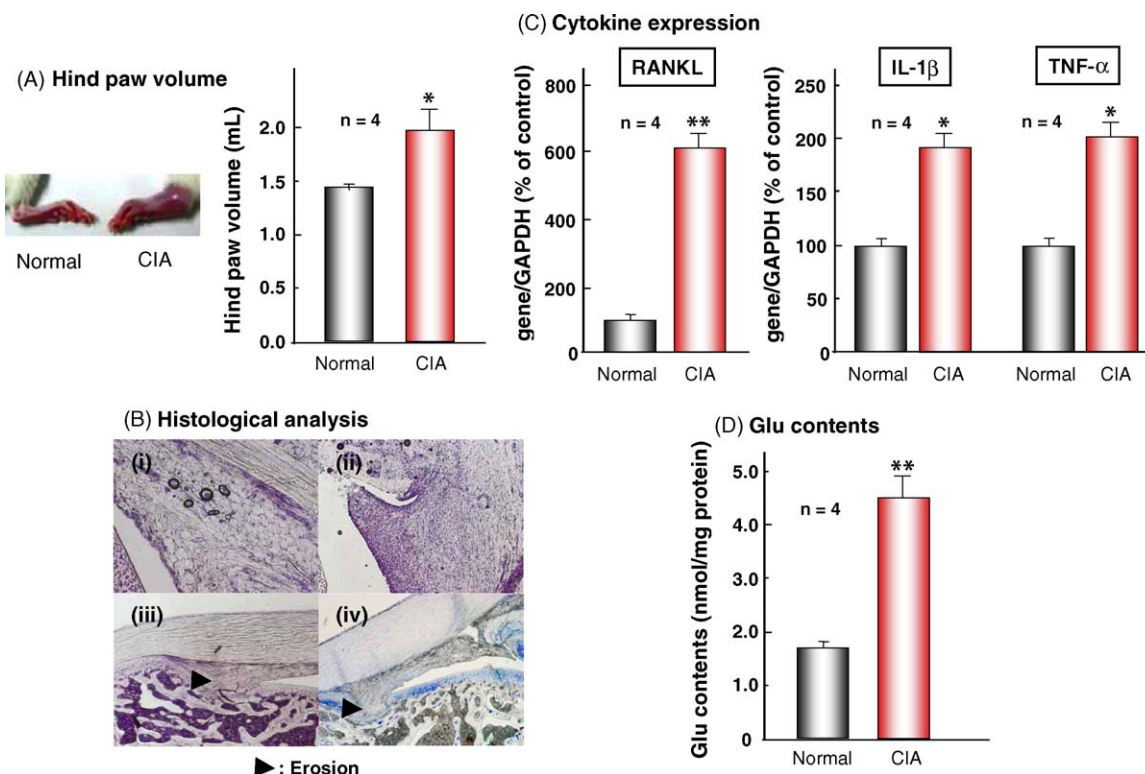 (A) Hind paw volume
Normal
CIA
Hind paw volume (mL)
2.0
1.5
1.0
0.5
0.0
n = 4
*
Normal
CIA
(C) Cytokine expression
RANKL
gene/GAPDH (% of control)
800
600
400
200
0
n = 4
**
Normal
CIA
IL-1β
TNF-α
gene/GAPDH (% of control)
250
200
150
100
50
0
n = 4
*
n = 4
*
Normal
CIA
Normal
CIA
(B) Histological analysis
(i)
(ii)
(iii)
(iv)
: Erosion
(D) Glu contents
Glu contents (nmol/mg protein)
5.0
4.0
3.0
2.0
1.0
0
n = 4
**
Normal
CIA